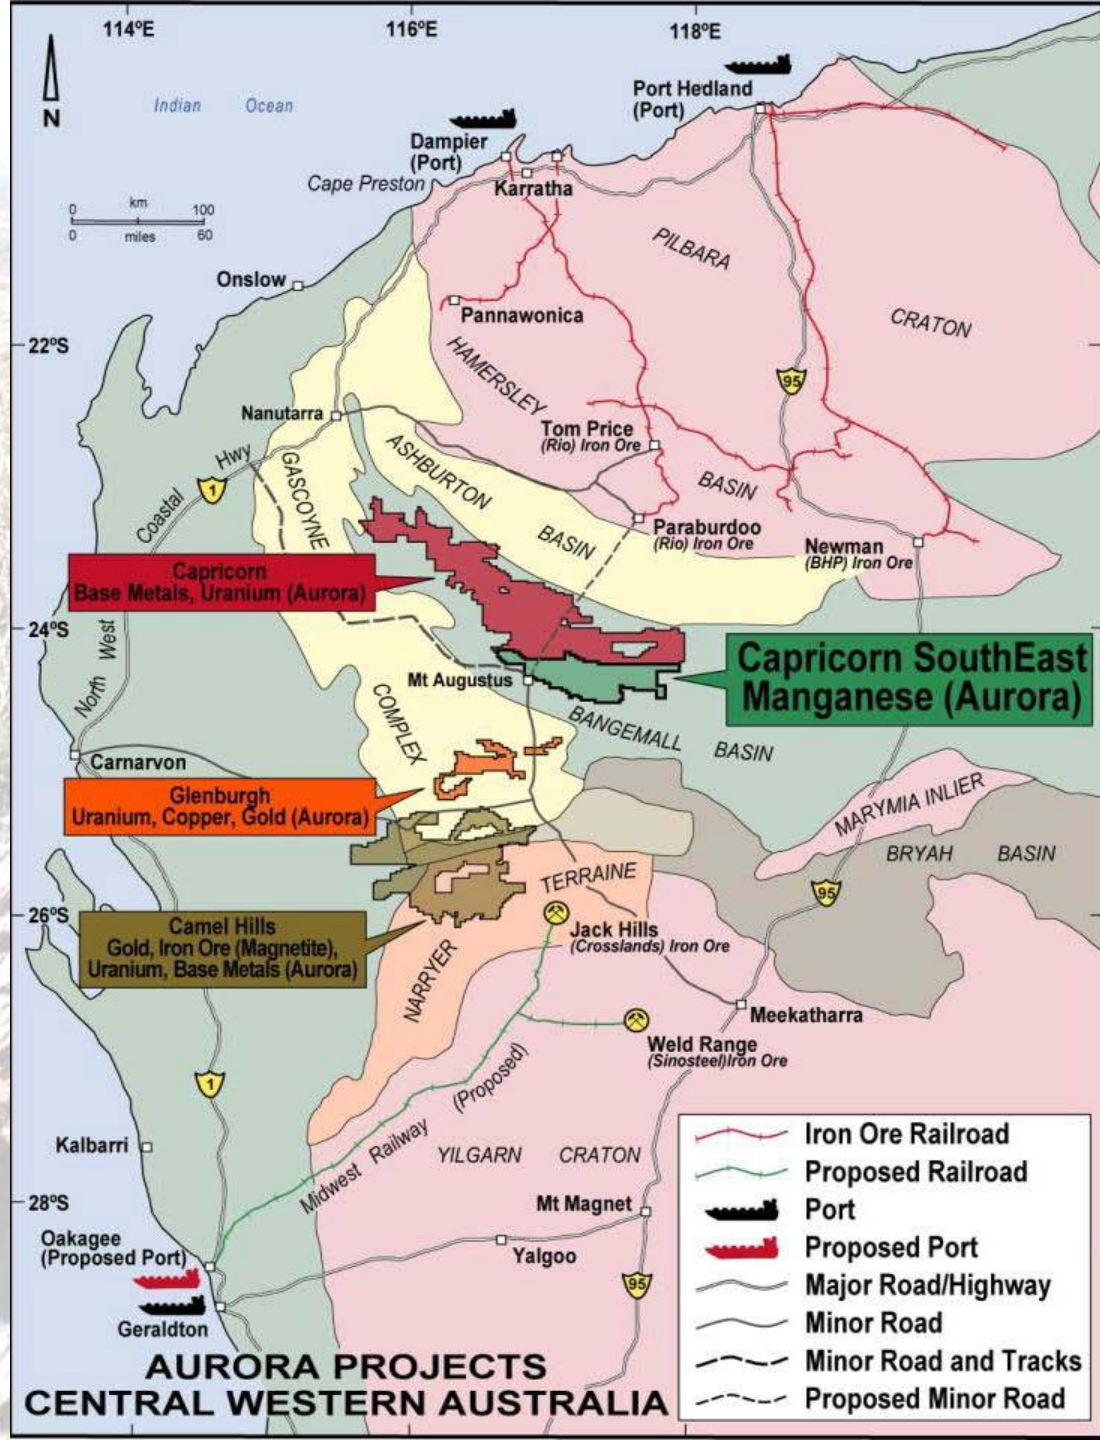 114ºE
116ºE
118ºE
N
Indian Ocean
Port Hedland
(Port)
Dampier
(Port)
Cape Preston
Karratha
0 km 100
0 miles 60
PILBARA
CRATON
Onslow
Pannawonica
22ºS
HAMERSLEY
BASIN
95
Nanutarra
Tom Price
(Rio) Iron Ore
ASHBURTON
BASIN
GASCOYNE
COMPLEX
1
North West Coastal Hwy
Paraburdoo
(Rio) Iron Ore
Newman
(BHP) Iron Ore
Capricorn
Base Metals, Uranium (Aurora)
24ºS
Capricorn SouthEast
Manganese (Aurora)
Mt Augustus
BANGEMALL BASIN
Carnarvon
Glenburgh
Uranium, Copper, Gold (Aurora)
MARYMIA INLIER
BRYAH BASIN
95
NARRYER
TERRAINE
26ºS
Camel Hills
Gold, Iron Ore (Magnetite),
Uranium, Base Metals (Aurora)
Jack Hills
(Crosslands) Iron Ore
Meekatharra
Weld Range
(Sinosteel)Iron Ore
1
Midwest Railway (Proposed)
Kalbarri
YILGARN CRATON
28ºS
Mt Magnet
Oakagee
(Proposed Port)
Yalgoo
95
Geraldton
Iron Ore Railroad
Proposed Railroad
Port
Proposed Port
Major Road/Highway
Minor Road
Minor Road and Tracks
Proposed Minor Road
AURORA PROJECTS
CENTRAL WESTERN AUSTRALIA